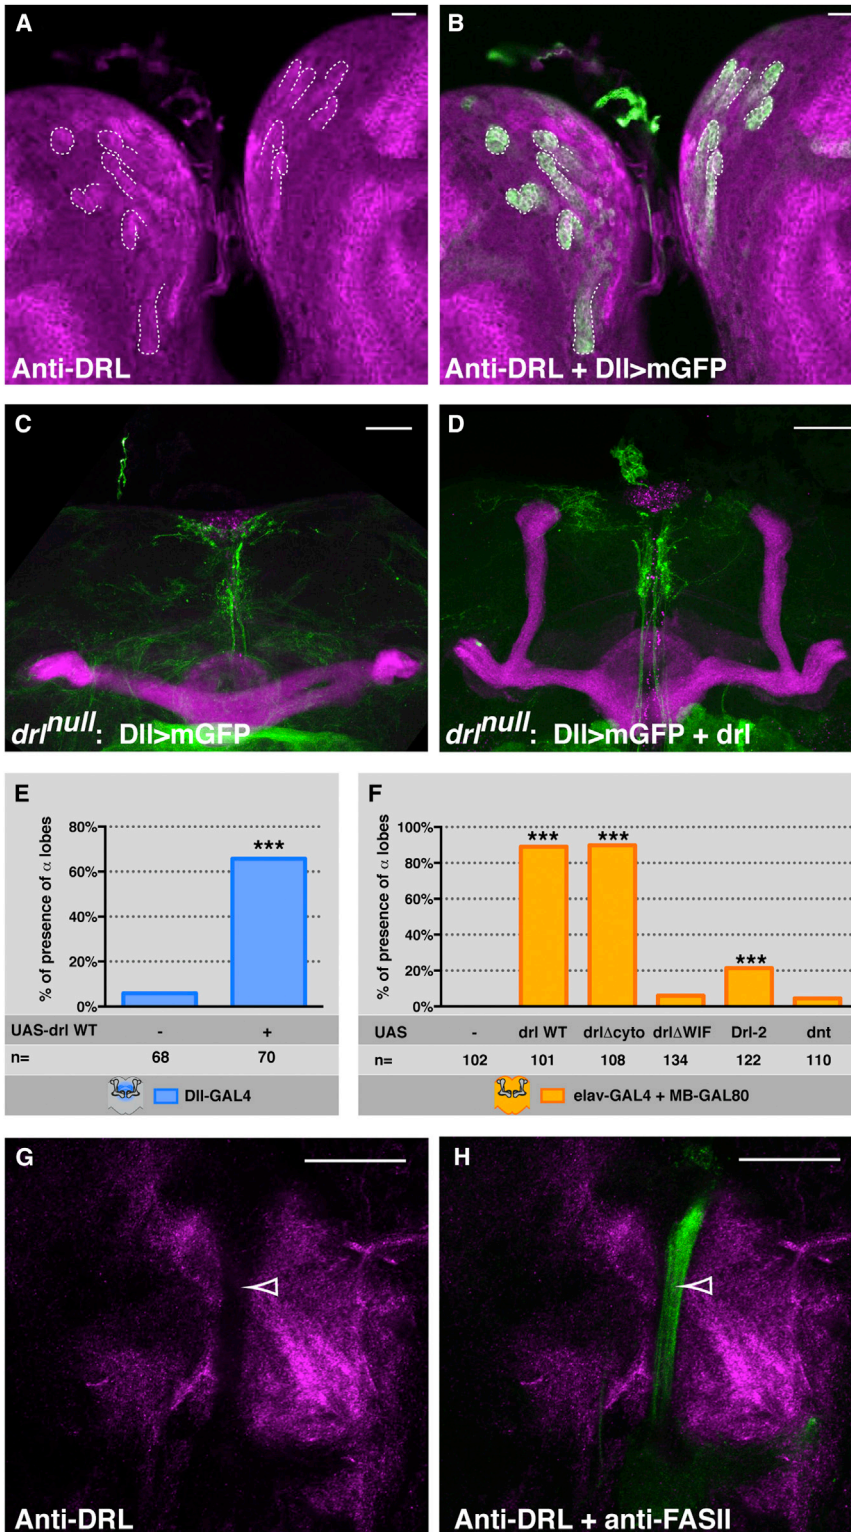 A
B
Anti-DRL
Anti-DRL + Dll>mGFP
C
D
drlnull: Dll>mGFP
drlnull: Dll>mGFP + drl
E
% of presence of α lobes
80%
60%
40%
20%
0%
***
UAS-drl WT - +
n= 68 70
Dll-GAL4
F
% of presence of α lobes
100%
80%
60%
40%
20%
0%
*** *** ***
UAS - drl WT drlΔcyto drlΔWIF Drl-2 dnt
n= 102 101 108 134 122 110
elav-GAL4 + MB-GAL80
G
H
Anti-DRL
Anti-DRL + anti-FASII